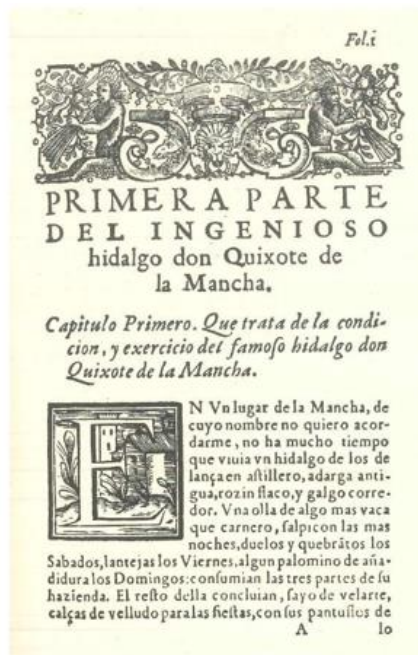 Fol.1
PRIMERA PARTE
DEL INGENIOSO
hidalgo don Quixote de
la Mancha.
Capitulo Primero. Que trata de la condi-
cion, y exercicio del famoſo hidalgo don
Quixote de la Mancha.
EN Vn lugar de la Mancha, de
cuyo nombre no quiero acor-
darme, no ha mucho tiempo
que viuia vn hidalgo de los de
lança en aſtillero, adarga anti-
gua, rozin flaco, y galgo corre-
dor. Vna olla de algo mas vaca
que carnero, ſalpicon las mas
noches, duelos y quebrãtos los
Sabados, lantejas los Viernes, algun palomino de aña-
didura los Domingos: conſumian las tres partes de ſu
hazienda. El reſto della concluian, ſayo de velarte,
calças de velludo para las fieſtas, con ſus pantuflos de
A lo